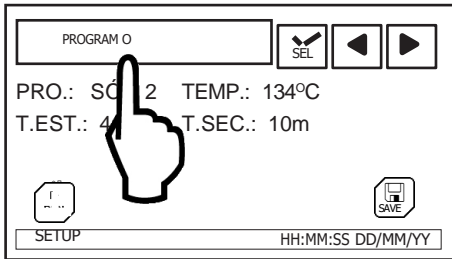 PROGRAM O
SEL
PRO.: SÓ 2 TEMP.: 134ºC
T.EST.: 4 T.SEC.: 10m
SAVE
SETUP
HH:MM:SS DD/MM/YY